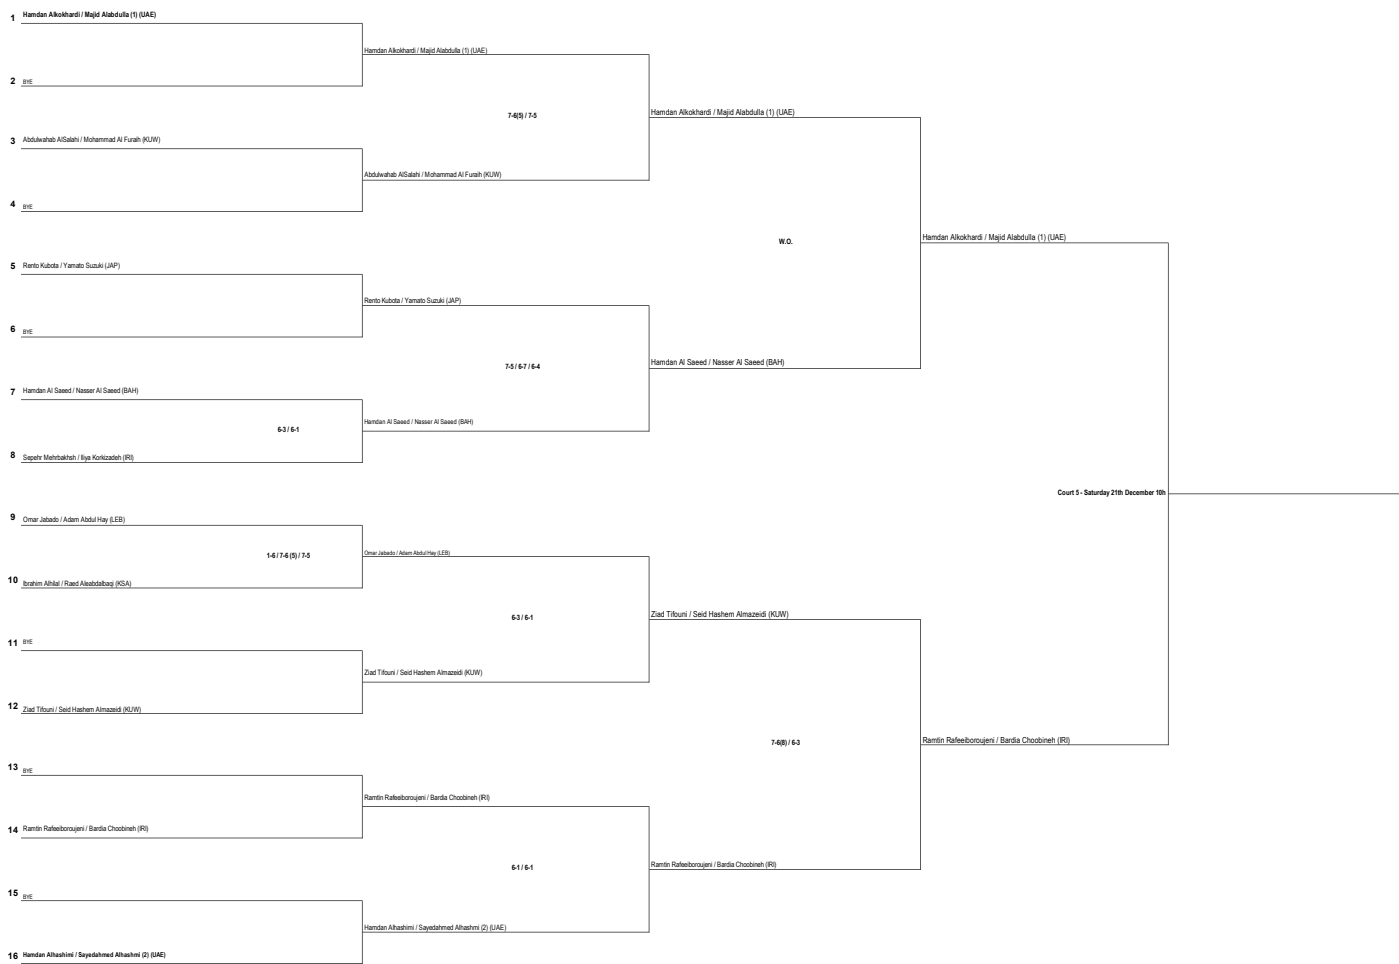 1 Hamdan Alkokhardi / Majid Alabdulla (1) (UAE)
Hamdan Alkokhardi / Majid Alabdulla (1) (UAE)
2 BYE
7-6(5) / 7-5
Hamdan Alkokhardi / Majid Alabdulla (1) (UAE)
3 Abdulwahab AlSalahi / Mohammad Al Furaih (KUW)
Abdulwahab AlSalahi / Mohammad Al Furaih (KUW)
4 BYE
W.O.
Hamdan Alkokhardi / Majid Alabdulla (1) (UAE)
5 Rento Kubota / Yamato Suzuki (JAP)
Rento Kubota / Yamato Suzuki (JAP)
6 BYE
7-5 / 6-7 / 6-4
Hamdan Al Saeed / Nasser Al Saeed (BAH)
7 Hamdan Al Saeed / Nasser Al Saeed (BAH)
6-3 / 6-1
Hamdan Al Saeed / Nasser Al Saeed (BAH)
8 Sepehr Mehrbakhsh / Iliya Korkizadeh (IRI)
Court 5 - Saturday 21th December 10h
9 Omar Jabado / Adam Abdul Hay (LEB)
1-6 / 7-6 (5) / 7-5
Omar Jabado / Adam Abdul Hay (LEB)
10 Ibrahim Alhilal / Raed Aleabdalbaqi (KSA)
6-3 / 6-1
Ziad Tifouni / Seid Hashem Almazeidi (KUW)
11 BYE
Ziad Tifouni / Seid Hashem Almazeidi (KUW)
12 Ziad Tifouni / Seid Hashem Almazeidi (KUW)
7-6(8) / 6-3
Ramtin Rafeeiboroujeni / Bardia Choobineh (IRI)
13 BYE
Ramtin Rafeeiboroujeni / Bardia Choobineh (IRI)
14 Ramtin Rafeeiboroujeni / Bardia Choobineh (IRI)
6-1 / 6-1
Ramtin Rafeeiboroujeni / Bardia Choobineh (IRI)
15 BYE
Hamdan Alhashimi / Sayedahmed Alhashmi (2) (UAE)
16 Hamdan Alhashimi / Sayedahmed Alhashmi (2) (UAE)